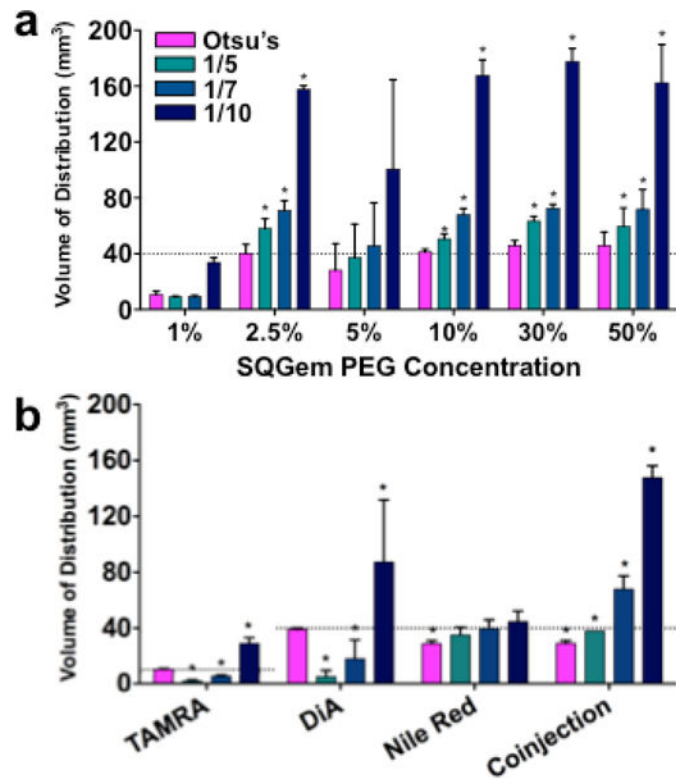 a
Volume of Distribution (mm³)
200
160
120
80
40
0
Otsu's
1/5
1/7
1/10
* * * * * * * * * * * *
1% 2.5% 5% 10% 30% 50%
SQGem PEG Concentration
b
Volume of Distribution (mm³)
200
160
120
80
40
0
* * * * * * * * * * *
TAMRA DiA Nile Red Coinjection